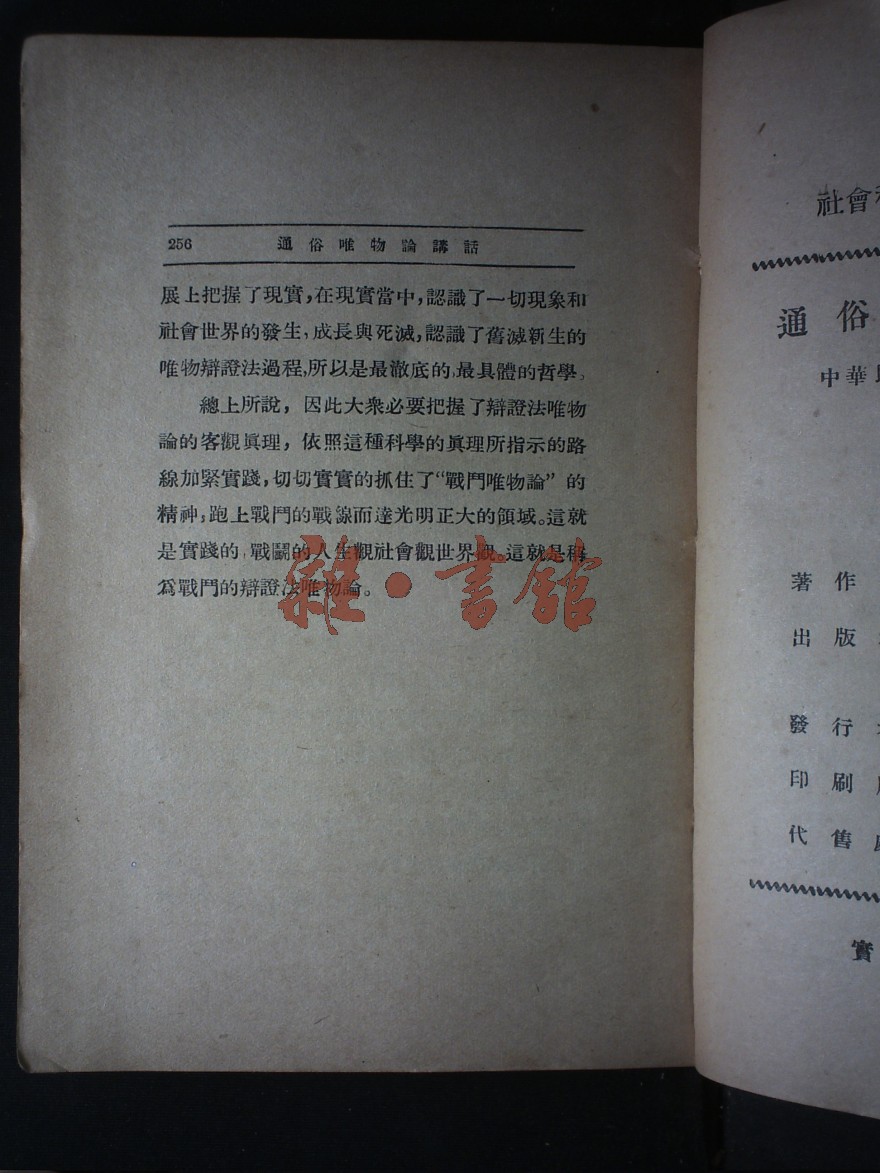 256 通俗唯物論講話
展上把握了現實,在現實當中,認識了一切現象和
社會世界的發生,成長與死滅,認識了舊滅新生的
唯物辯證法過程,所以是最澈底的,最具體的哲學。
總上所說,因此大衆必要把握了辯證法唯物
論的客觀眞理,依照這種科學的眞理所指示的路
線加緊實踐,切切實實的抓住了“戰鬥唯物論”的
精神,跑上戰鬥的戰線而達光明正大的領域。這就
是實踐的,戰鬭的人生觀社會觀世界觀,這就是稱
爲戰鬥的辯證法唯物論。
雜·書館
社會
通俗
中華
著作
出版
發行
印刷
代售
實